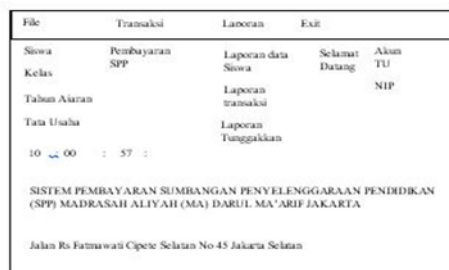 File Transaksi Laporan Exit
Siswa Pembayaran SPP Laporan data Siswa Selamat Datang Akun TU
Kelas Laporan transaksi NIP
Tahun Aiaran
Tata Usaha Laporan Tunggakkan
10 : 00 : 57 :
SISTEM PEMBAYARAN SUMBANGAN PENYELENGGARAAN PENDIDIKAN
(SPP) MADRASAH ALIYAH (MA) DARUL MA'ARIF JAKARTA
Jalan Rs Fatmawati Cipete Selatan No 45 Jakarta Selatan